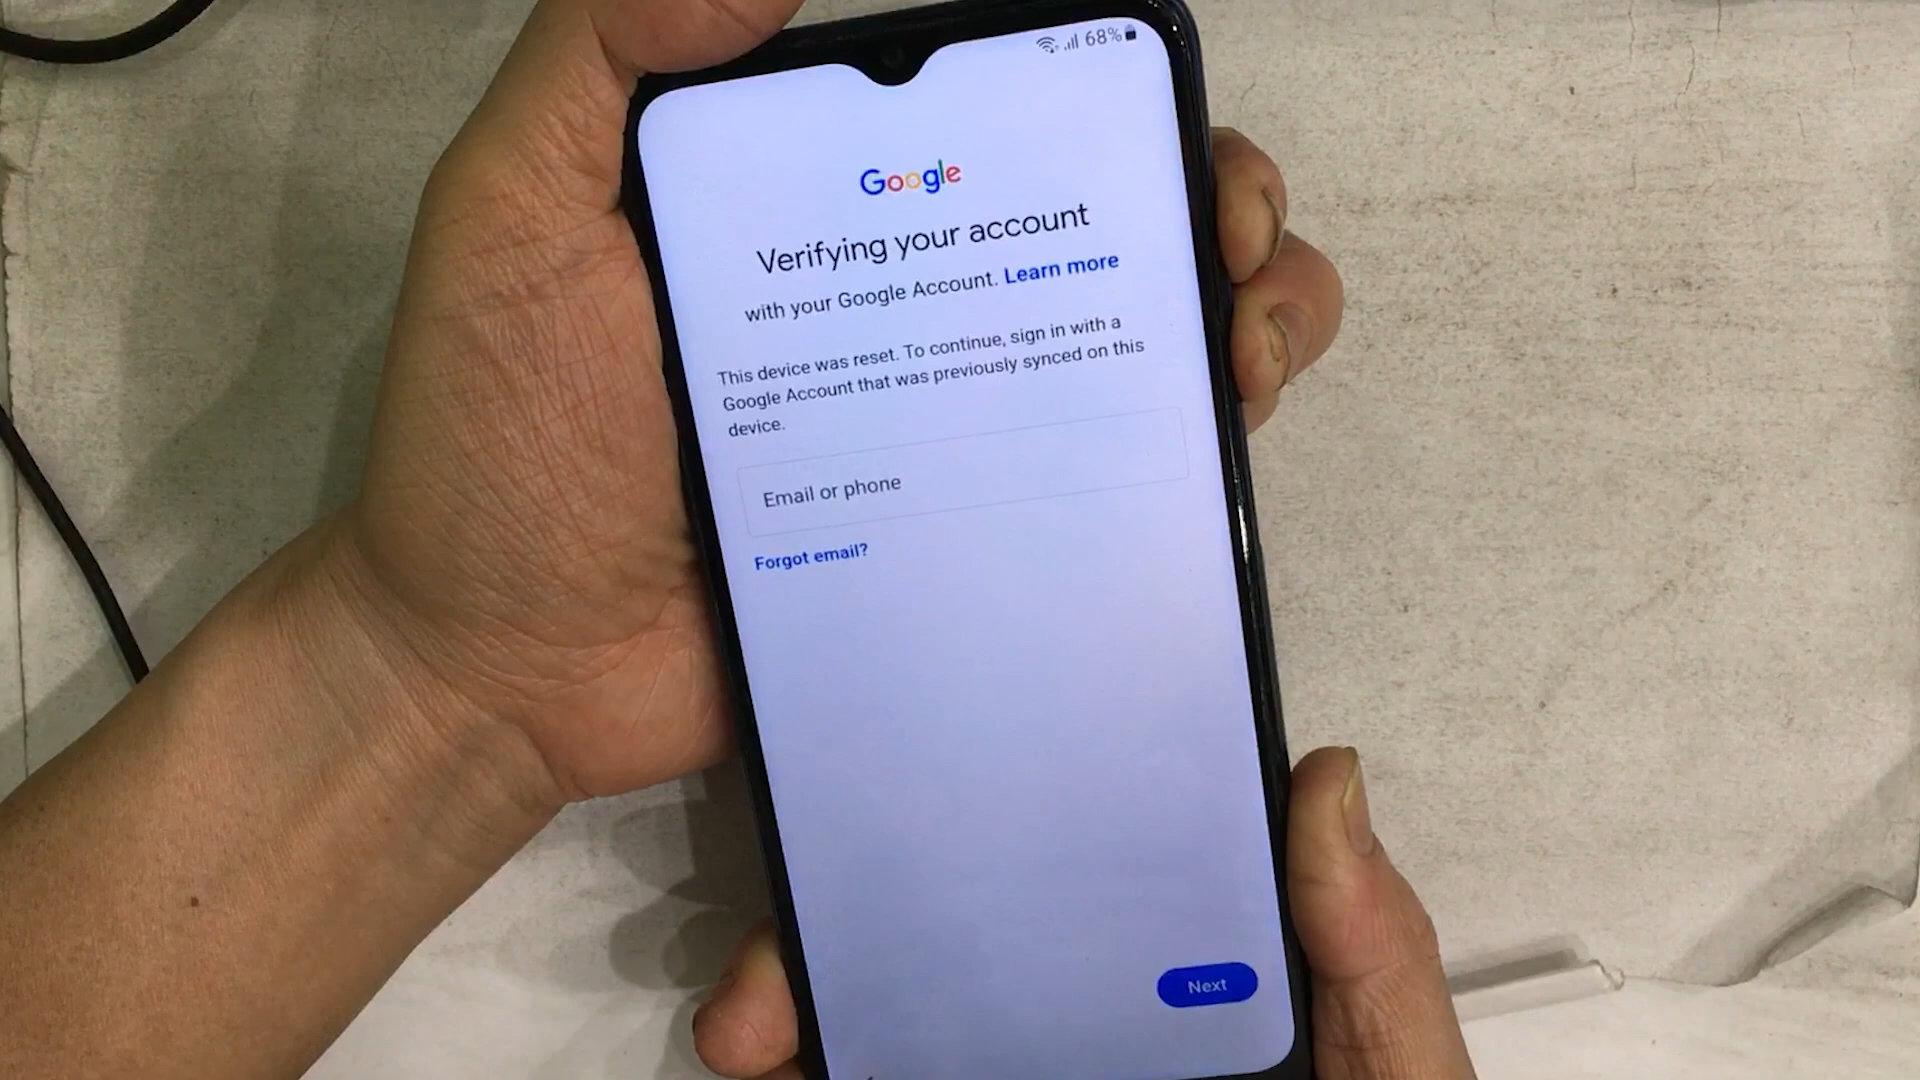 68%
Google
Verifying your account
with your Google Account. Learn more
This device was reset. To continue, sign in with a
Google Account that was previously synced on this
device.
Email or phone
Forgot email?
Next